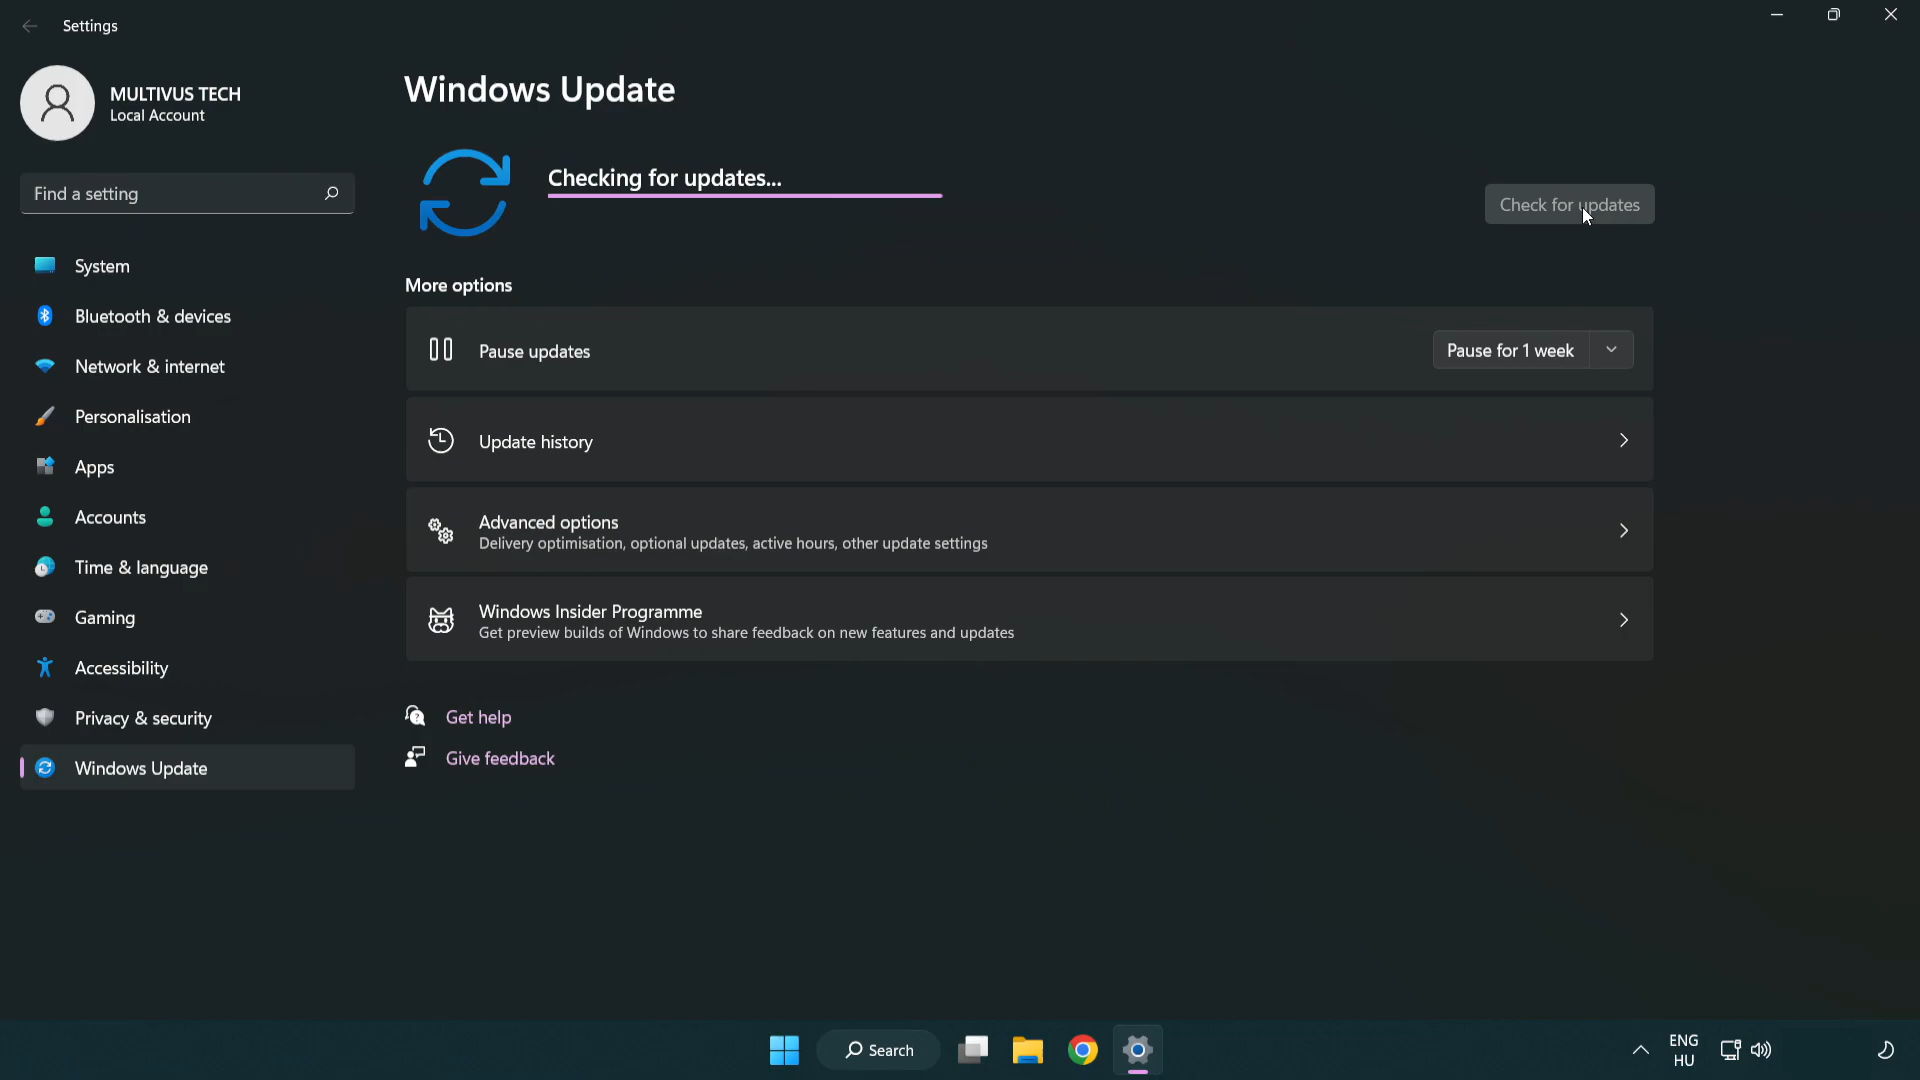 Settings
MULTIVUS TECH
Local Account
Find a setting
System
Bluetooth & devices
Network & internet
Personalisation
Apps
Accounts
Time & language
Gaming
Accessibility
Privacy & security
Windows Update
Windows Update
Checking for updates...
Check for updates
More options
Pause updates
Pause for 1 week
Update history
Advanced options
Delivery optimisation, optional updates, active hours, other update settings
Windows Insider Programme
Get preview builds of Windows to share feedback on new features and updates
Get help
Give feedback
Search
ENG
HU